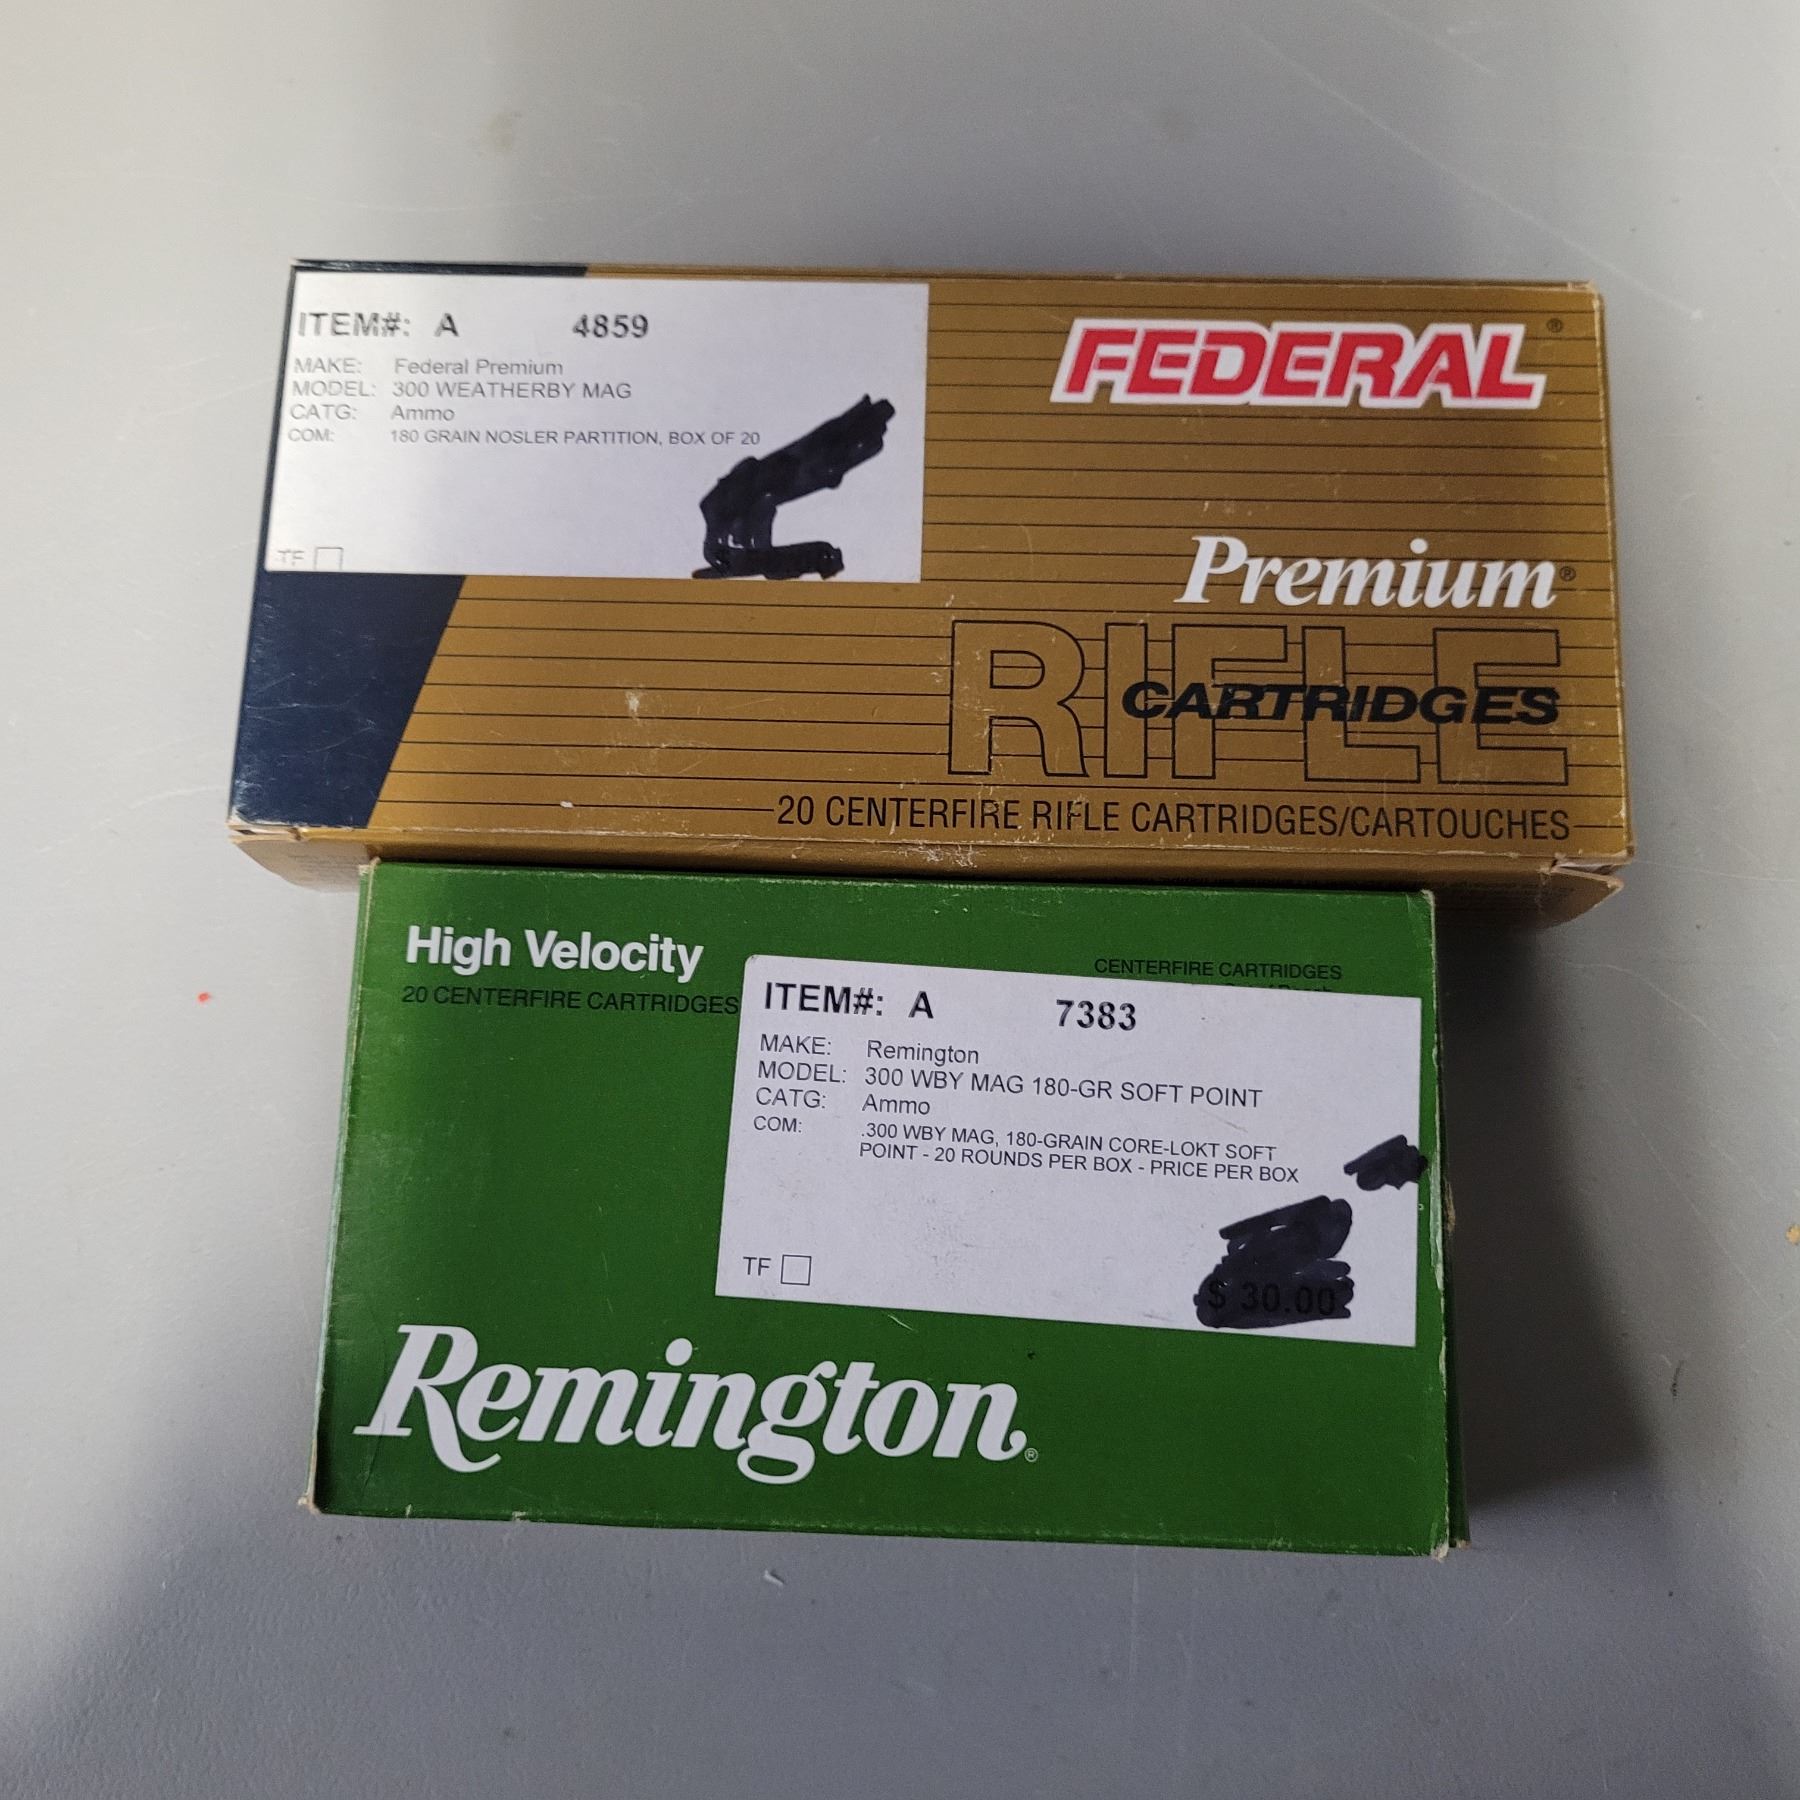 ITEM#: A 4859
MAKE: Federal Premium
MODEL: 300 WEATHERBY MAG
CATG: Ammo
COM: 180 GRAIN NOSLER PARTITION, BOX OF 20
TF
FEDERAL®
Premium®
RIFLE
CARTRIDGES
20 CENTERFIRE RIFLE CARTRIDGES/CARTOUCHES
High Velocity
20 CENTERFIRE CARTRIDGES
CENTERFIRE CARTRIDGES
ITEM#: A 7383
MAKE: Remington
MODEL: 300 WBY MAG 180-GR SOFT POINT
CATG: Ammo
COM: .300 WBY MAG, 180-GRAIN CORE-LOKT SOFT
POINT - 20 ROUNDS PER BOX - PRICE PER BOX
TF
$ 30.00
Remington®